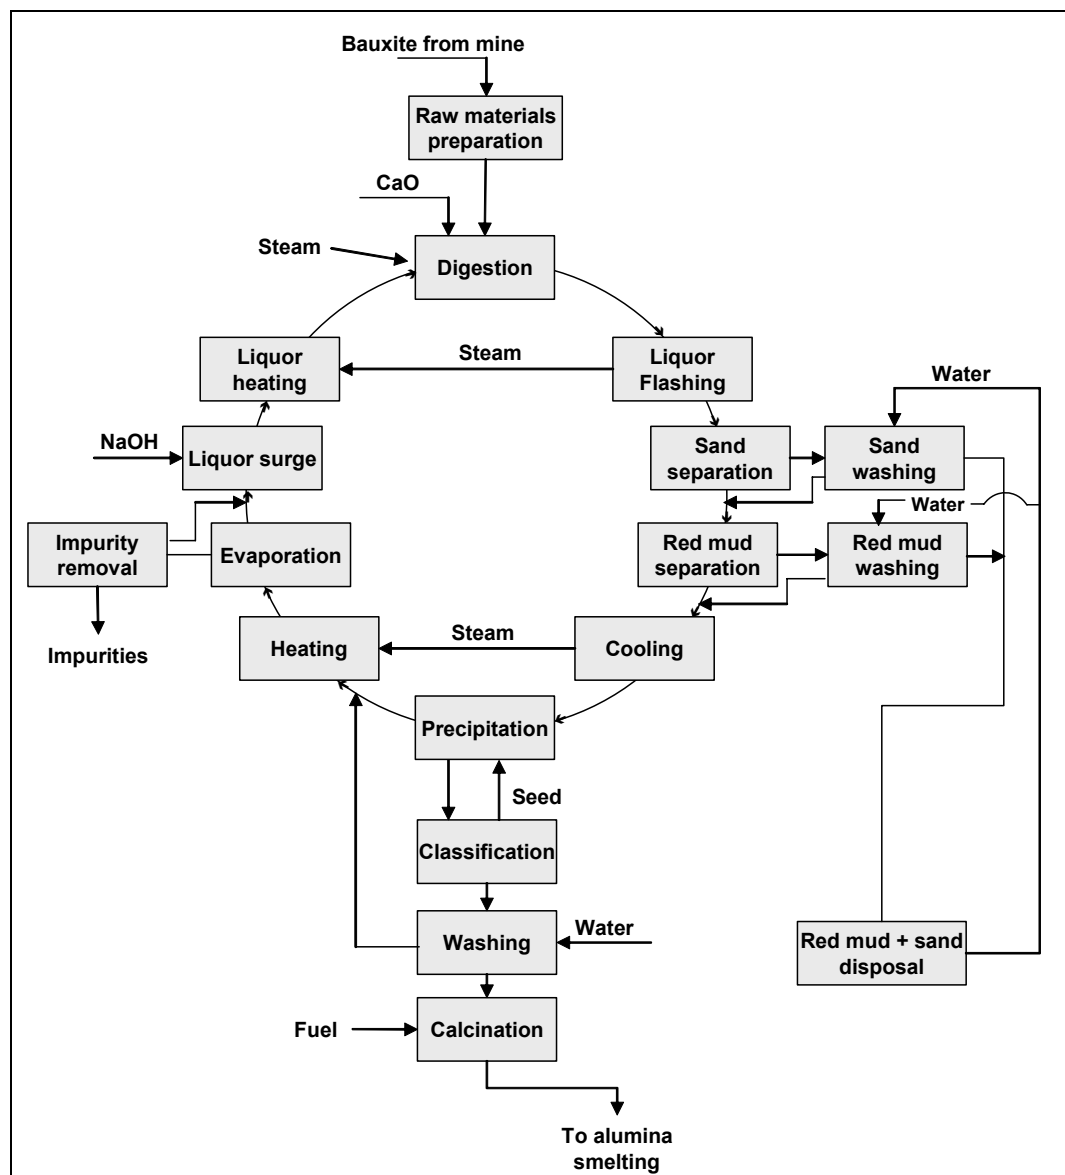 Bauxite from mine
Raw materials
preparation
CaO
Steam
Digestion
Liquor
heating
Steam
Liquor
Flashing
Water
NaOH
Liquor surge
Sand
separation
Sand
washing
Water
Impurity
removal
Evaporation
Red mud
separation
Red mud
washing
Impurities
Heating
Steam
Cooling
Precipitation
Seed
Classification
Washing
Water
Red mud + sand
disposal
Fuel
Calcination
To alumina
smelting